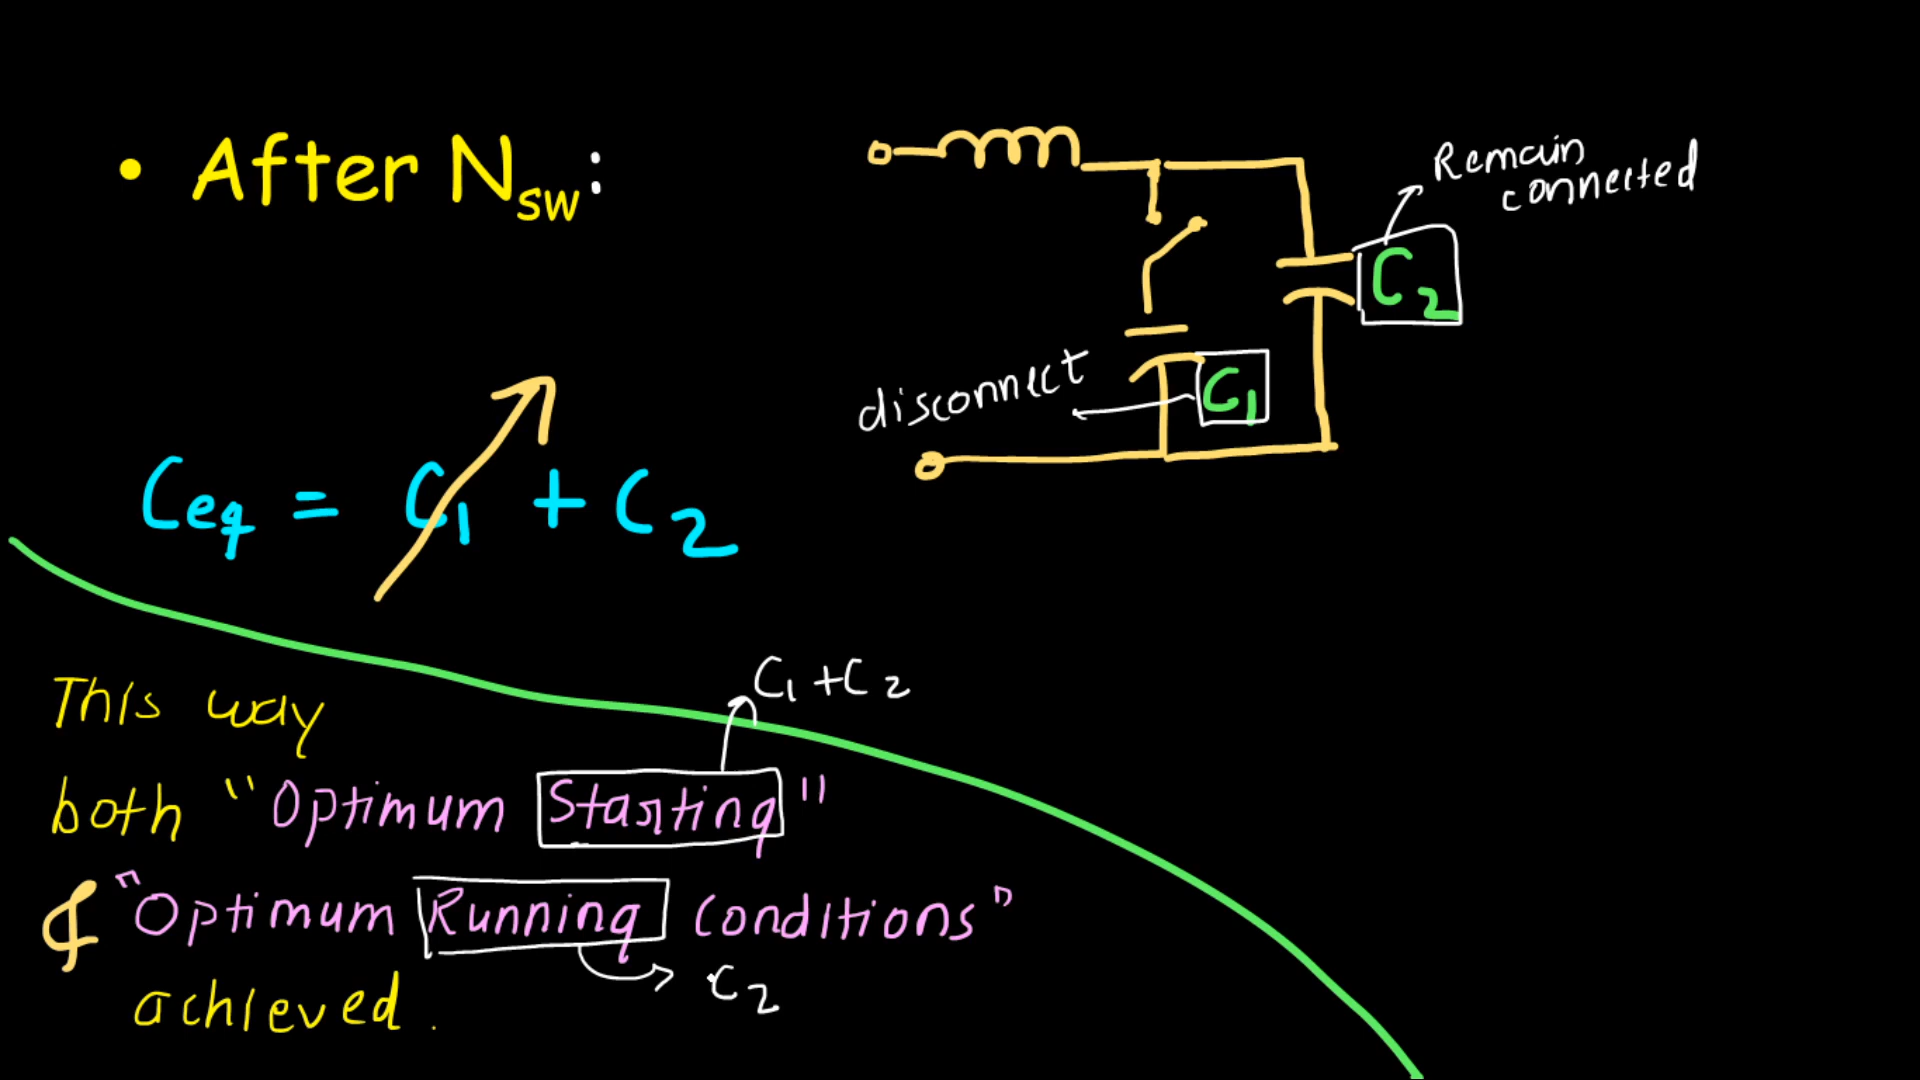 • After Nsw:
Remain
connected
C2
disconnect
C1
Ceq = C1 + C2
C1 + C2
This way
both "Optimum Starting"
& "Optimum Running Conditions"
C2
achieved.